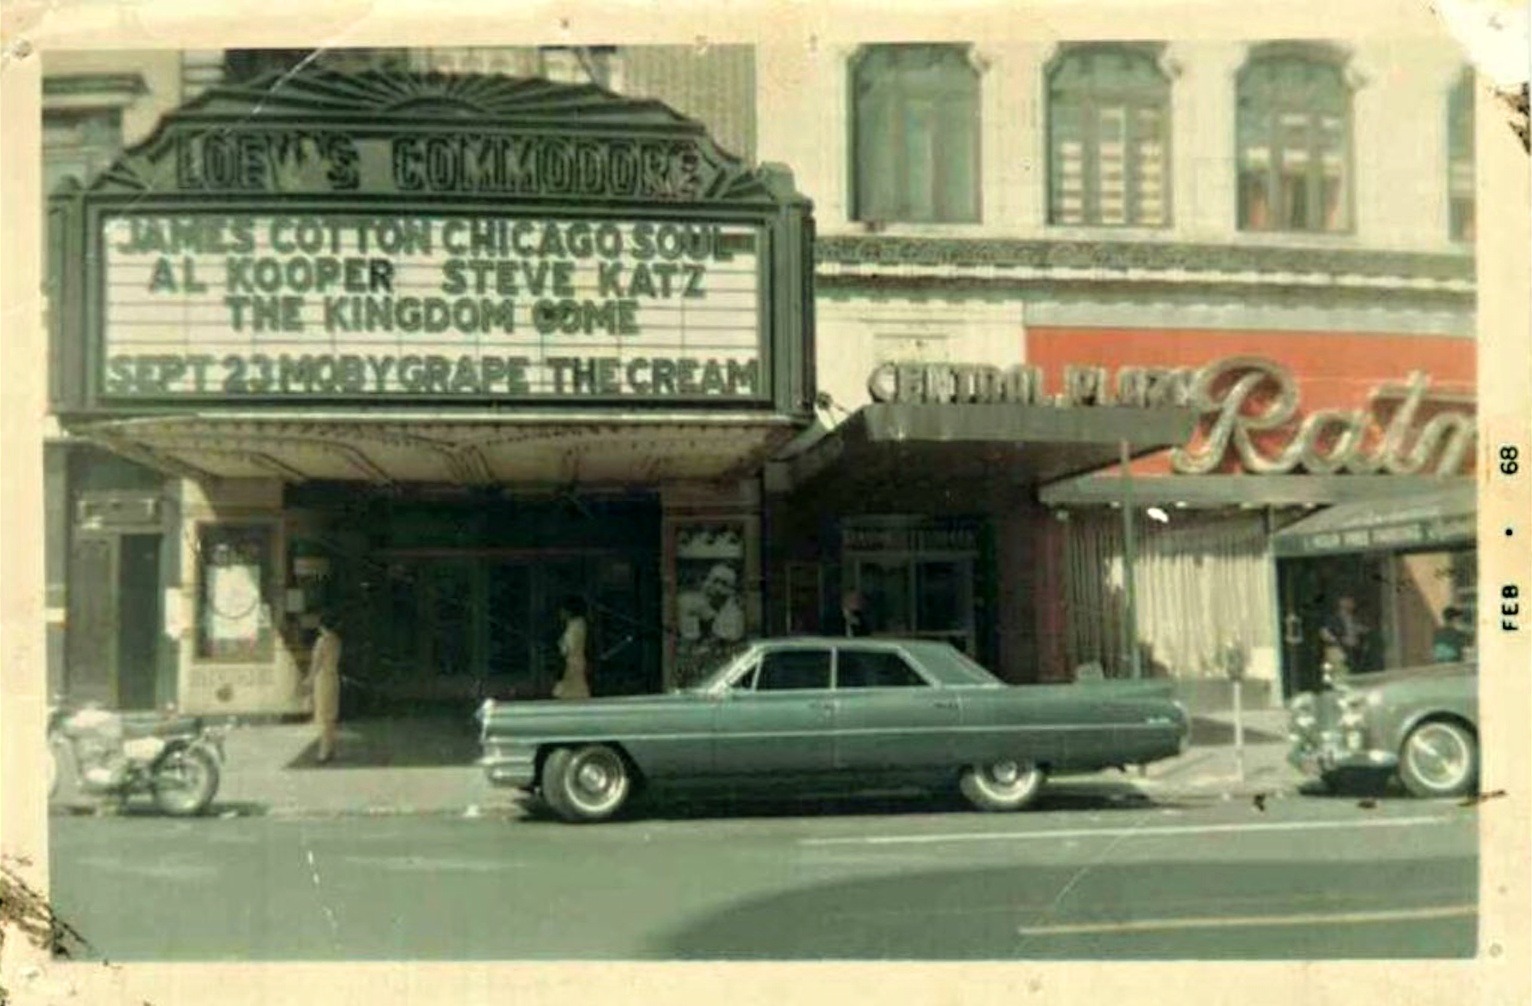 LOEW'S COMMODORE
JAMES COTTON CHICAGO SOUL
AL KOOPER STEVE KATZ
THE KINGDOM COME
SEPT 23 MOBY GRAPE THE CREAM
CENTRAL PLAZA
Ratn
FEB • 68